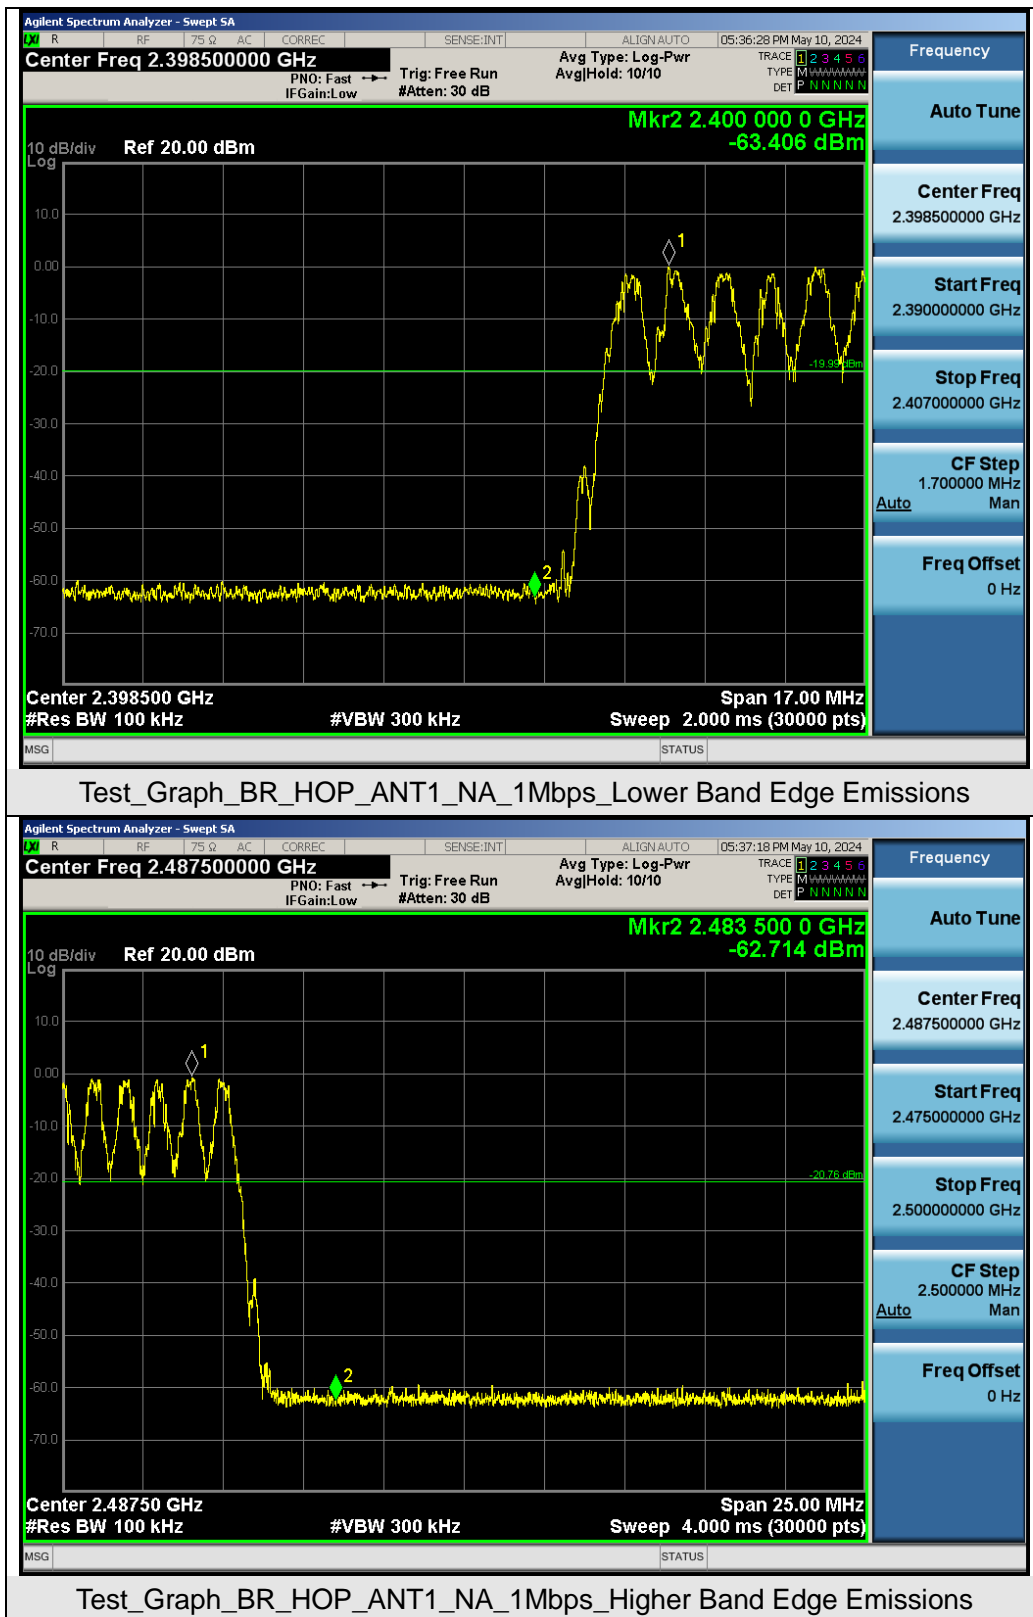 Agilent Spectrum Analyzer - Swept SA
LXI R RF 75 Ω AC CORREC SENSE:INT ALIGN AUTO 05:36:28 PM May 10, 2024
Center Freq 2.398500000 GHz
PNO: Fast
IFGain:Low
Trig: Free Run
#Atten: 30 dB
Avg Type: Log-Pwr
Avg|Hold: 10/10
TRACE 1 2 3 4 5 6
TYPE M
DET P N N N N N
Mkr2 2.400 000 0 GHz
-63.406 dBm
10 dB/div Ref 20.00 dBm
Log
10.0
0.00
-10.0
-20.0
-30.0
-40.0
-50.0
-60.0
-70.0
1
-19.99 dBm
2
Center 2.398500 GHz Span 17.00 MHz
#Res BW 100 kHz #VBW 300 kHz Sweep 2.000 ms (30000 pts)
MSG STATUS
Frequency
Auto Tune
Center Freq
2.398500000 GHz
Start Freq
2.390000000 GHz
Stop Freq
2.407000000 GHz
CF Step
1.700000 MHz
Auto Man
Freq Offset
0 Hz
Test_Graph_BR_HOP_ANT1_NA_1Mbps_Lower Band Edge Emissions
Agilent Spectrum Analyzer - Swept SA
LXI R RF 75 Ω AC CORREC SENSE:INT ALIGN AUTO 05:37:18 PM May 10, 2024
Center Freq 2.487500000 GHz
PNO: Fast
IFGain:Low
Trig: Free Run
#Atten: 30 dB
Avg Type: Log-Pwr
Avg|Hold: 10/10
TRACE 1 2 3 4 5 6
TYPE M
DET P N N N N N
Mkr2 2.483 500 0 GHz
-62.714 dBm
10 dB/div Ref 20.00 dBm
Log
10.0
0.00
-10.0
-20.0
-30.0
-40.0
-50.0
-60.0
-70.0
1
-20.76 dBm
2
Center 2.48750 GHz Span 25.00 MHz
#Res BW 100 kHz #VBW 300 kHz Sweep 4.000 ms (30000 pts)
MSG STATUS
Frequency
Auto Tune
Center Freq
2.487500000 GHz
Start Freq
2.475000000 GHz
Stop Freq
2.500000000 GHz
CF Step
2.500000 MHz
Auto Man
Freq Offset
0 Hz
Test_Graph_BR_HOP_ANT1_NA_1Mbps_Higher Band Edge Emissions